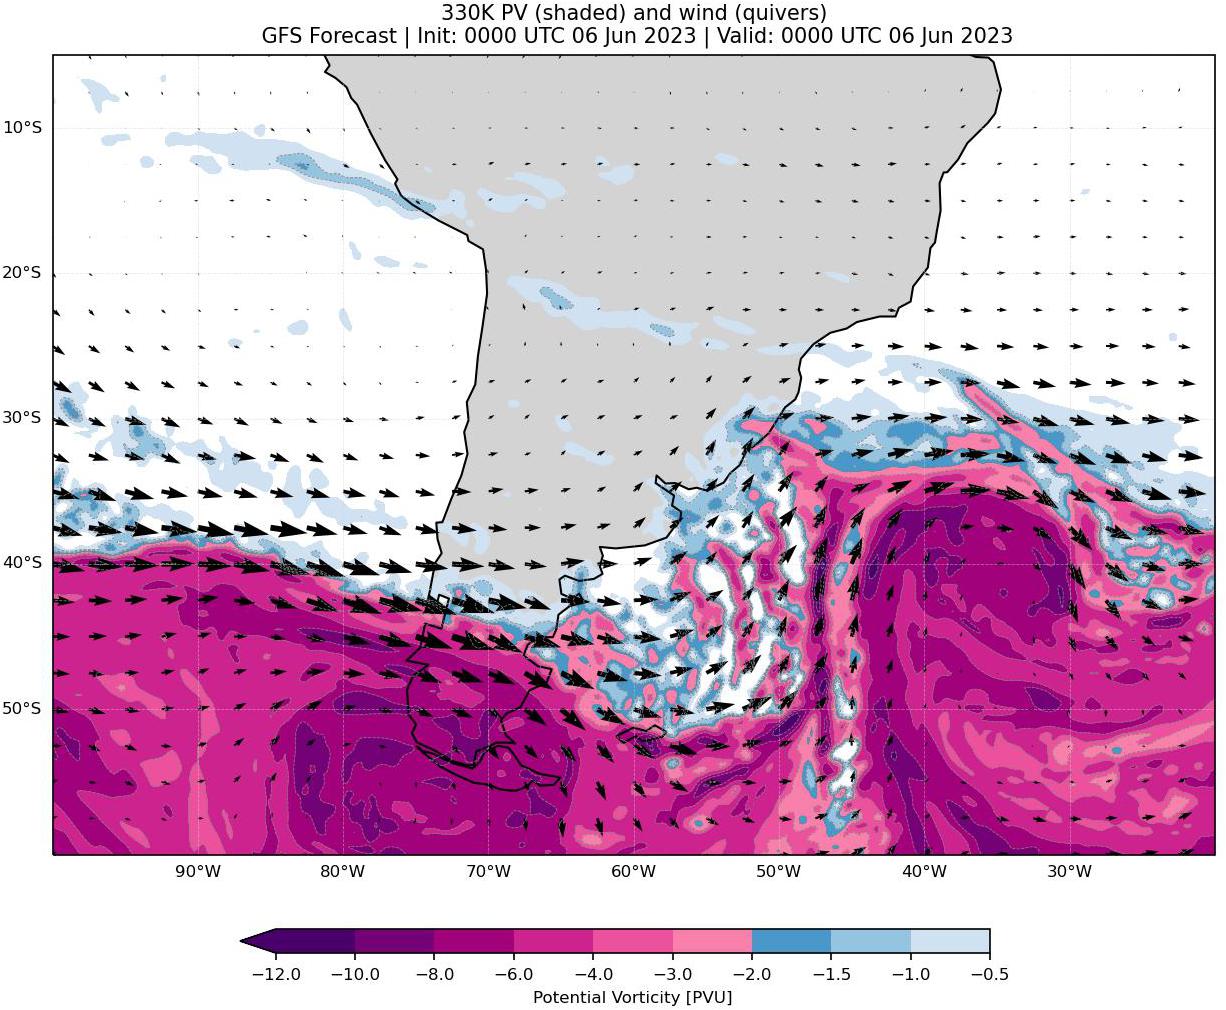 330K PV (shaded) and wind (quivers)
GFS Forecast | Init: 0000 UTC 06 Jun 2023 | Valid: 0000 UTC 06 Jun 2023
10°S
20°S
30°S
40°S
50°S
90°W 80°W 70°W 60°W 50°W 40°W 30°W
−12.0 −10.0 −8.0 −6.0 −4.0 −3.0 −2.0 −1.5 −1.0 −0.5
Potential Vorticity [PVU]